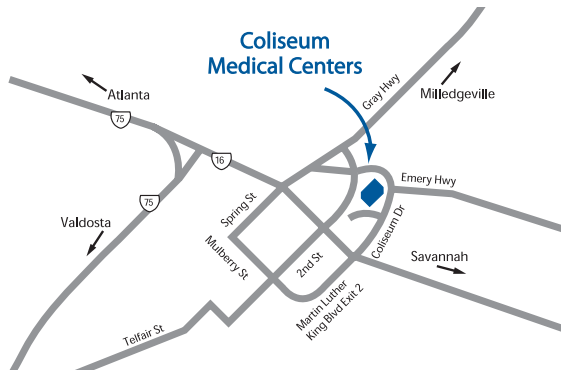 Coliseum
Medical Centers
Atlanta
75
16
Gray Hwy
Milledgeville
Emery Hwy
Spring St
Valdosta
75
Mulberry St
2nd St
Coliseum Dr
Savannah
Martin Luther
King Blvd Exit 2
Telfair St